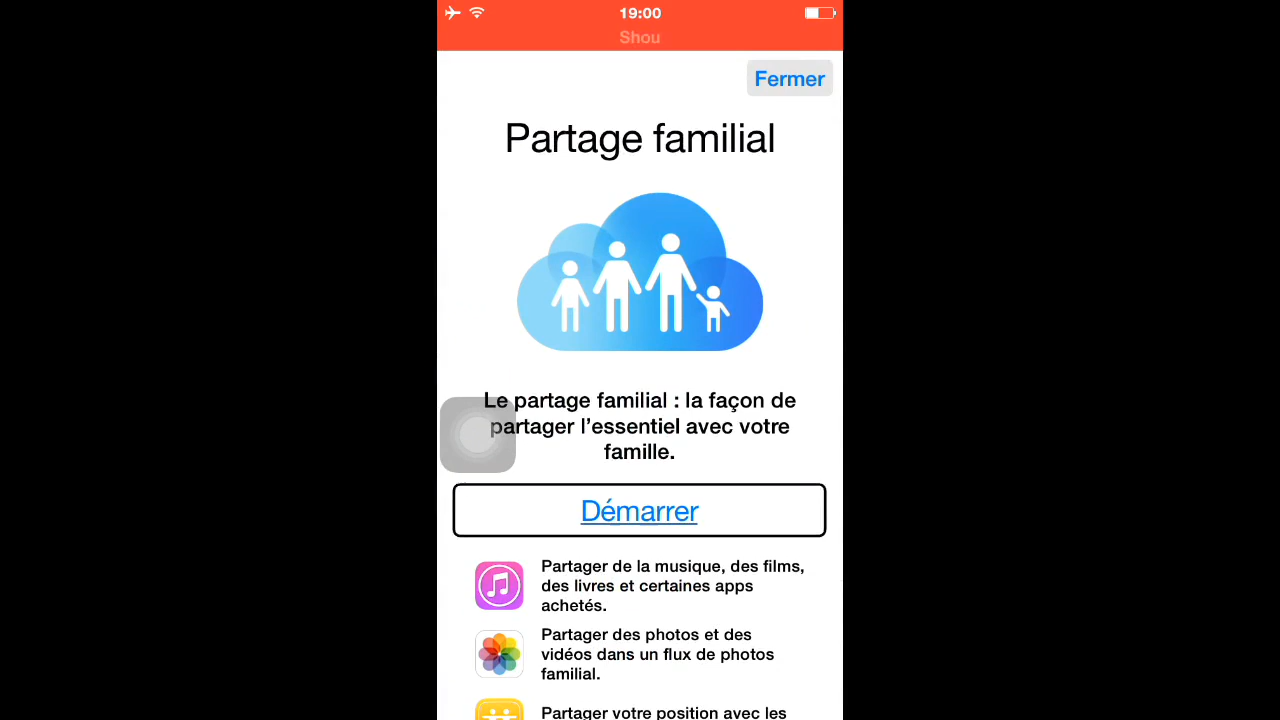 19:00
Shou
Fermer
Partage familial
Le partage familial : la façon de
partager l’essentiel avec votre
famille.
Démarrer
Partager de la musique, des films,
des livres et certaines apps
achetés.
Partager des photos et des
vidéos dans un flux de photos
familial.
Partager votre position avec les